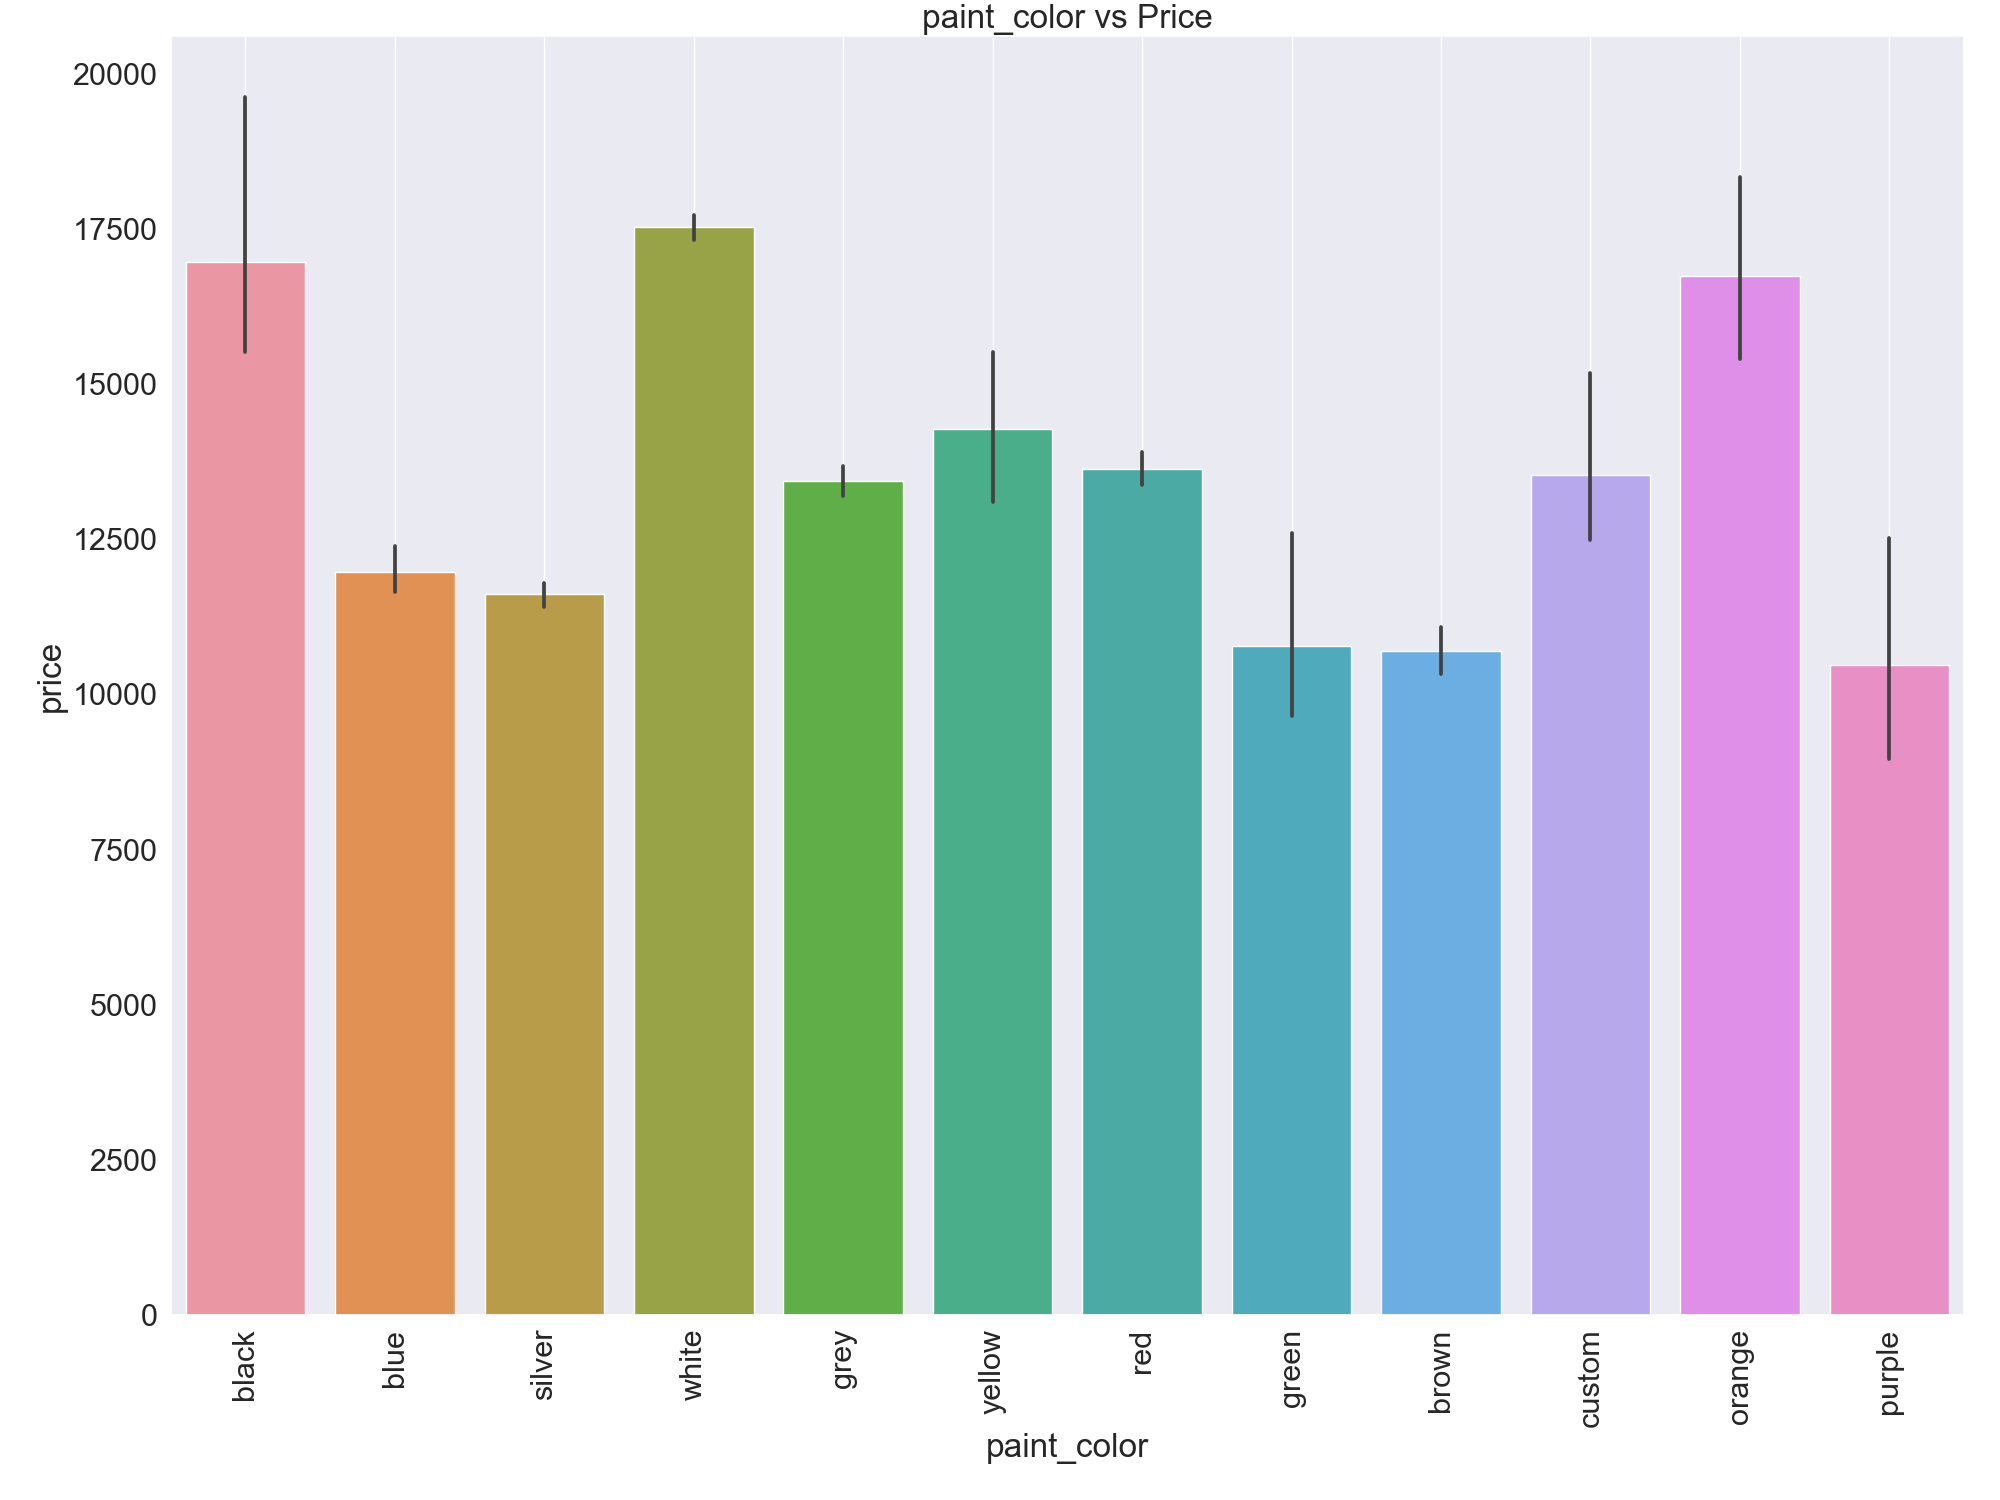 paint_color vs Price
20000
17500
15000
12500
10000
7500
5000
2500
0
price
black
blue
silver
white
grey
yellow
red
green
brown
custom
orange
purple
paint_color